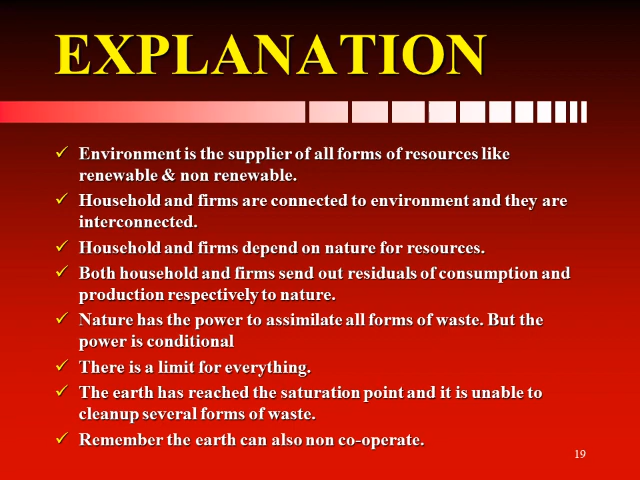 EXPLANATION
✓ Environment is the supplier of all forms of resources like
renewable & non renewable.
✓ Household and firms are connected to environment and they are
interconnected.
✓ Household and firms depend on nature for resources.
✓ Both household and firms send out residuals of consumption and
production respectively to nature.
✓ Nature has the power to assimilate all forms of waste. But the
power is conditional
✓ There is a limit for everything.
✓ The earth has reached the saturation point and it is unable to
cleanup several forms of waste.
✓ Remember the earth can also non co-operate.
19